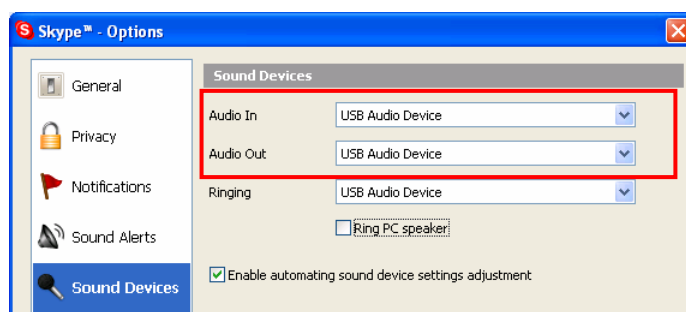 Skype™ - Options
General
Privacy
Notifications
Sound Alerts
Sound Devices
Sound Devices
Audio In USB Audio Device
Audio Out USB Audio Device
Ringing USB Audio Device
Ring PC speaker
Enable automating sound device settings adjustment